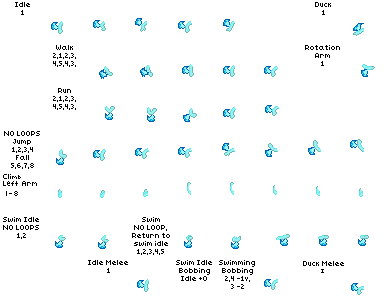 Idle
1
Duck
1
Walk
2,1,2,3,
4,5,4,3,
Rotation
Arm
1
Run
2,1,2,3,
4,5,4,3,
NO LOOPS
Jump
1,2,3,4
Fall
5,6,7,8
Climb
Left Arm
1-8
Swim Idle
NO LOOPS
1,2
Swim
NO LOOP,
Return to
swim idle
1,2,3,4,5
Idle Melee
1
Swim Idle
Bobbing
Idle +0
Swimming
Bobbing
2,4 -1v,
3 -2
Duck Melee
1